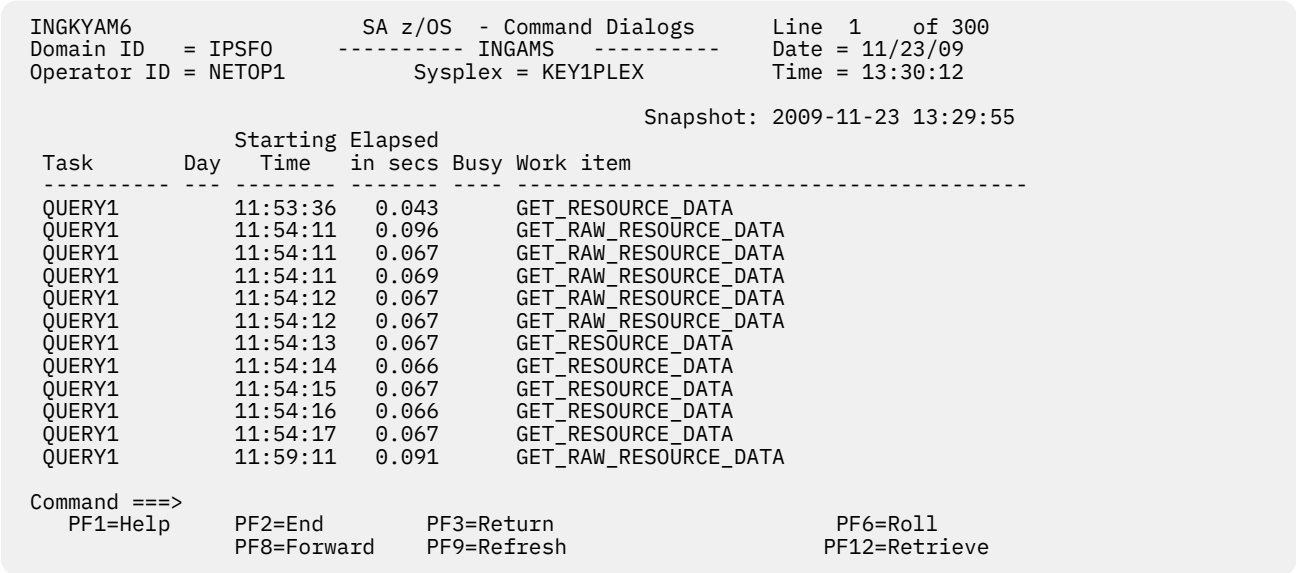 INGKYAM6                  SA z/OS  - Command Dialogs      Line  1    of 300
Domain ID   = IPSFO     ---------- INGAMS   ----------    Date = 11/23/09
Operator ID = NETOP1          Sysplex = KEY1PLEX          Time = 13:30:12
Snapshot: 2009-11-23 13:29:55
Starting Elapsed
Task       Day   Time   in secs Busy Work item
---------- --- -------- ------- ---- ----------------------------------------
QUERY1         11:53:36   0.043      GET_RESOURCE_DATA
QUERY1         11:54:11   0.096      GET_RAW_RESOURCE_DATA
QUERY1         11:54:11   0.067      GET_RAW_RESOURCE_DATA
QUERY1         11:54:11   0.069      GET_RAW_RESOURCE_DATA
QUERY1         11:54:12   0.067      GET_RAW_RESOURCE_DATA
QUERY1         11:54:12   0.067      GET_RAW_RESOURCE_DATA
QUERY1         11:54:13   0.067      GET_RESOURCE_DATA
QUERY1         11:54:14   0.066      GET_RESOURCE_DATA
QUERY1         11:54:15   0.067      GET_RESOURCE_DATA
QUERY1         11:54:16   0.066      GET_RESOURCE_DATA
QUERY1         11:54:17   0.067      GET_RESOURCE_DATA
QUERY1         11:59:11   0.091      GET_RAW_RESOURCE_DATA
Command ===>
PF1=Help     PF2=End        PF3=Return                      PF6=Roll
PF8=Forward    PF9=Refresh                    PF12=Retrieve